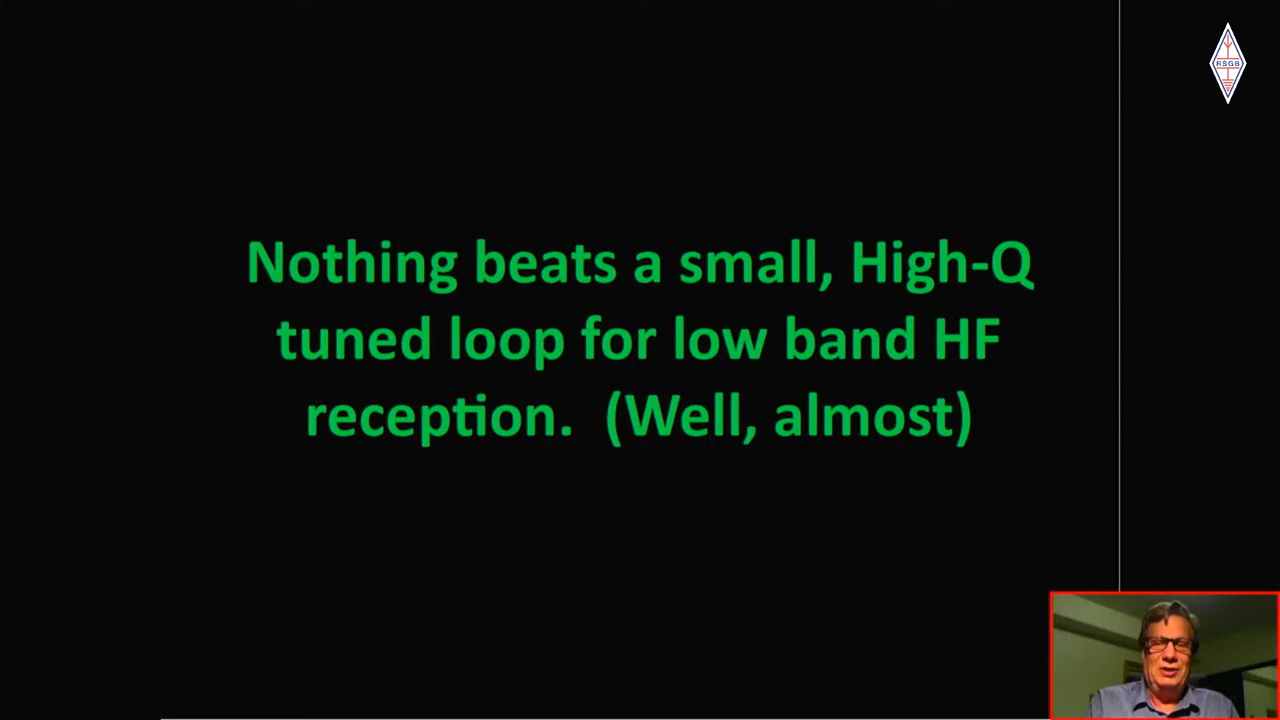 RSGB
Nothing beats a small, High-Q
tuned loop for low band HF
reception.  (Well, almost)